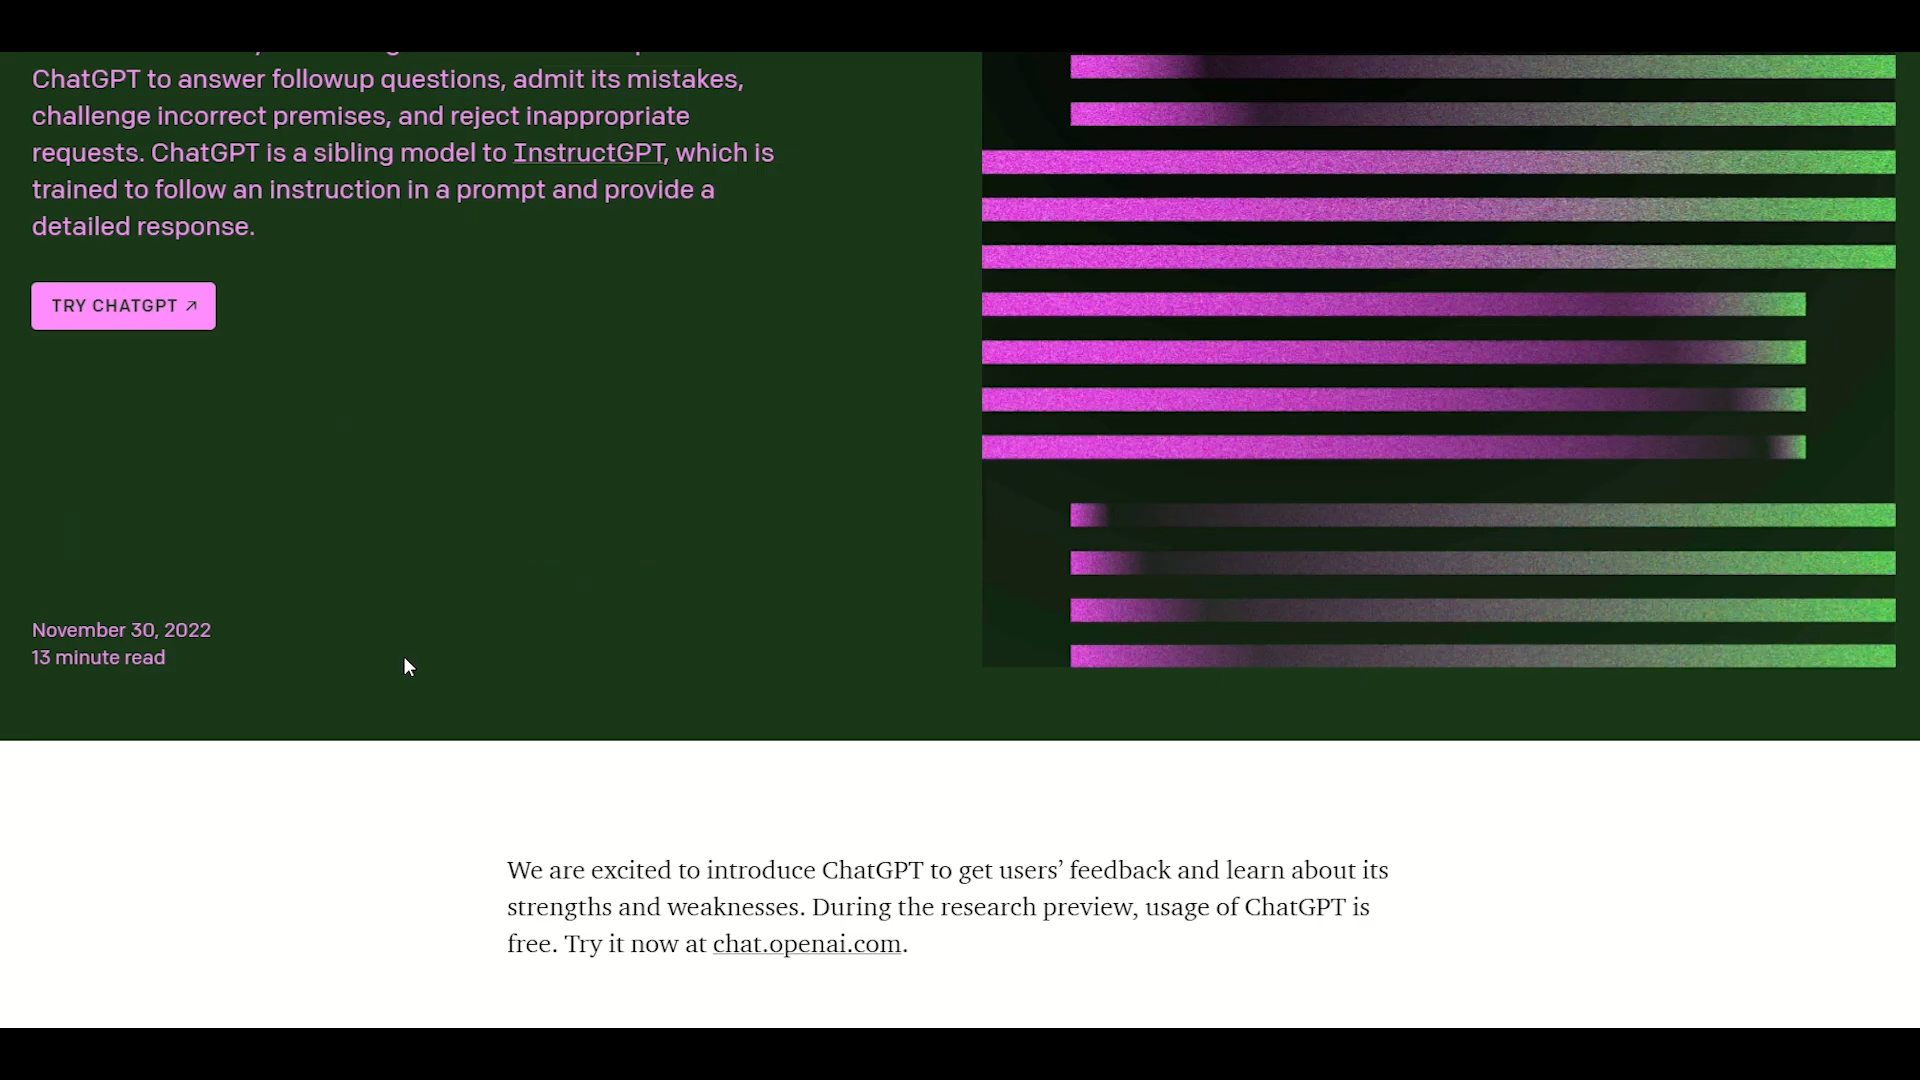 ChatGPT to answer followup questions, admit its mistakes,
challenge incorrect premises, and reject inappropriate
requests. ChatGPT is a sibling model to InstructGPT, which is
trained to follow an instruction in a prompt and provide a
detailed response.
TRY CHATGPT ↗
November 30, 2022
13 minute read
We are excited to introduce ChatGPT to get users’ feedback and learn about its
strengths and weaknesses. During the research preview, usage of ChatGPT is
free. Try it now at chat.openai.com.